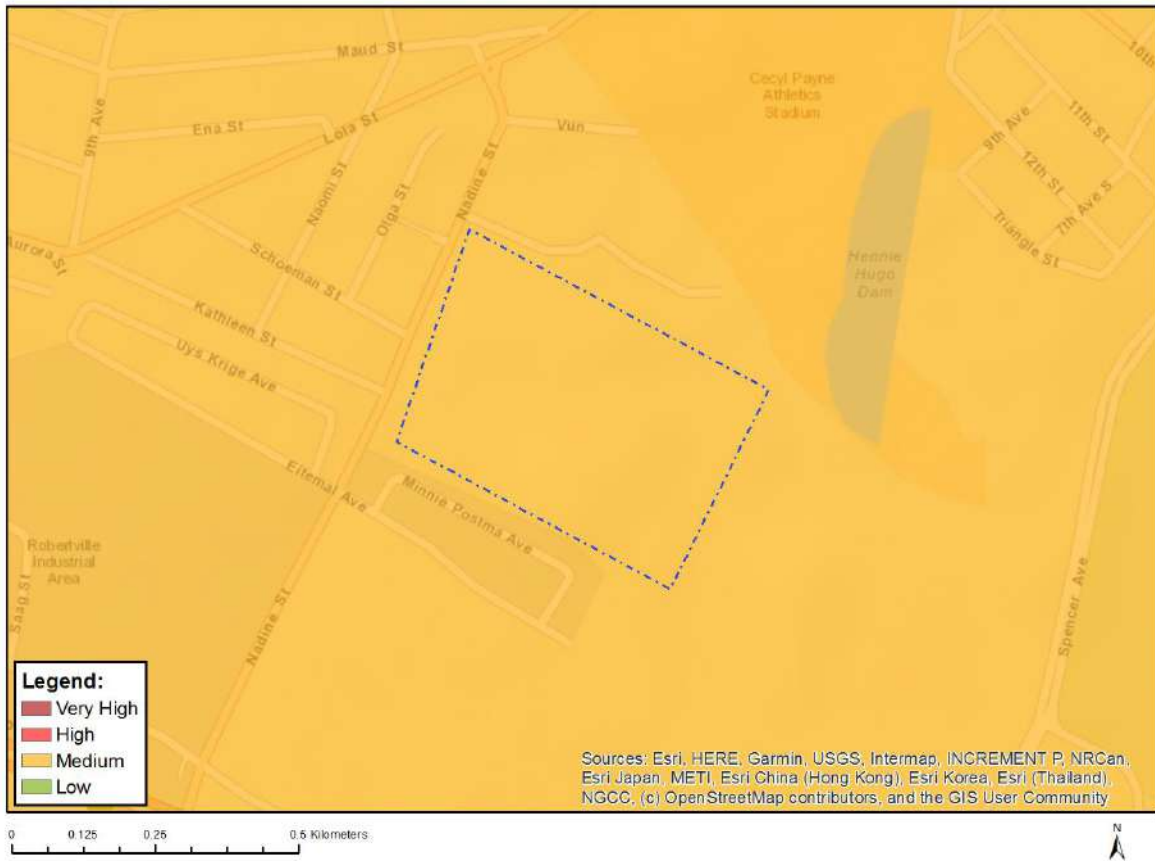 Maud St
Cecyl Payne
Athletics
Stadium
10th
11th St
9th Ave
Ena St
Lola St
Vun
9th Ave
12th St
7th Ave S
Naomi St
Olga St
Nadine St
Triangle St
Aurora St
Schoeman St
Hennie
Hugo
Dam
Kathleen St
Uys Krige Ave
Eitemal Ave
Minnie Postma Ave
Robertville
Industrial
Area
Saag St
Nadine St
Spencer Ave
Legend:
Very High
High
Medium
Low
Sources: Esri, HERE, Garmin, USGS, Intermap, INCREMENT P, NRCan,
Esri Japan, METI, Esri China (Hong Kong), Esri Korea, Esri (Thailand),
NGCC, (c) OpenStreetMap contributors, and the GIS User Community
0 0.125 0.25 0.5 Kilometers
N